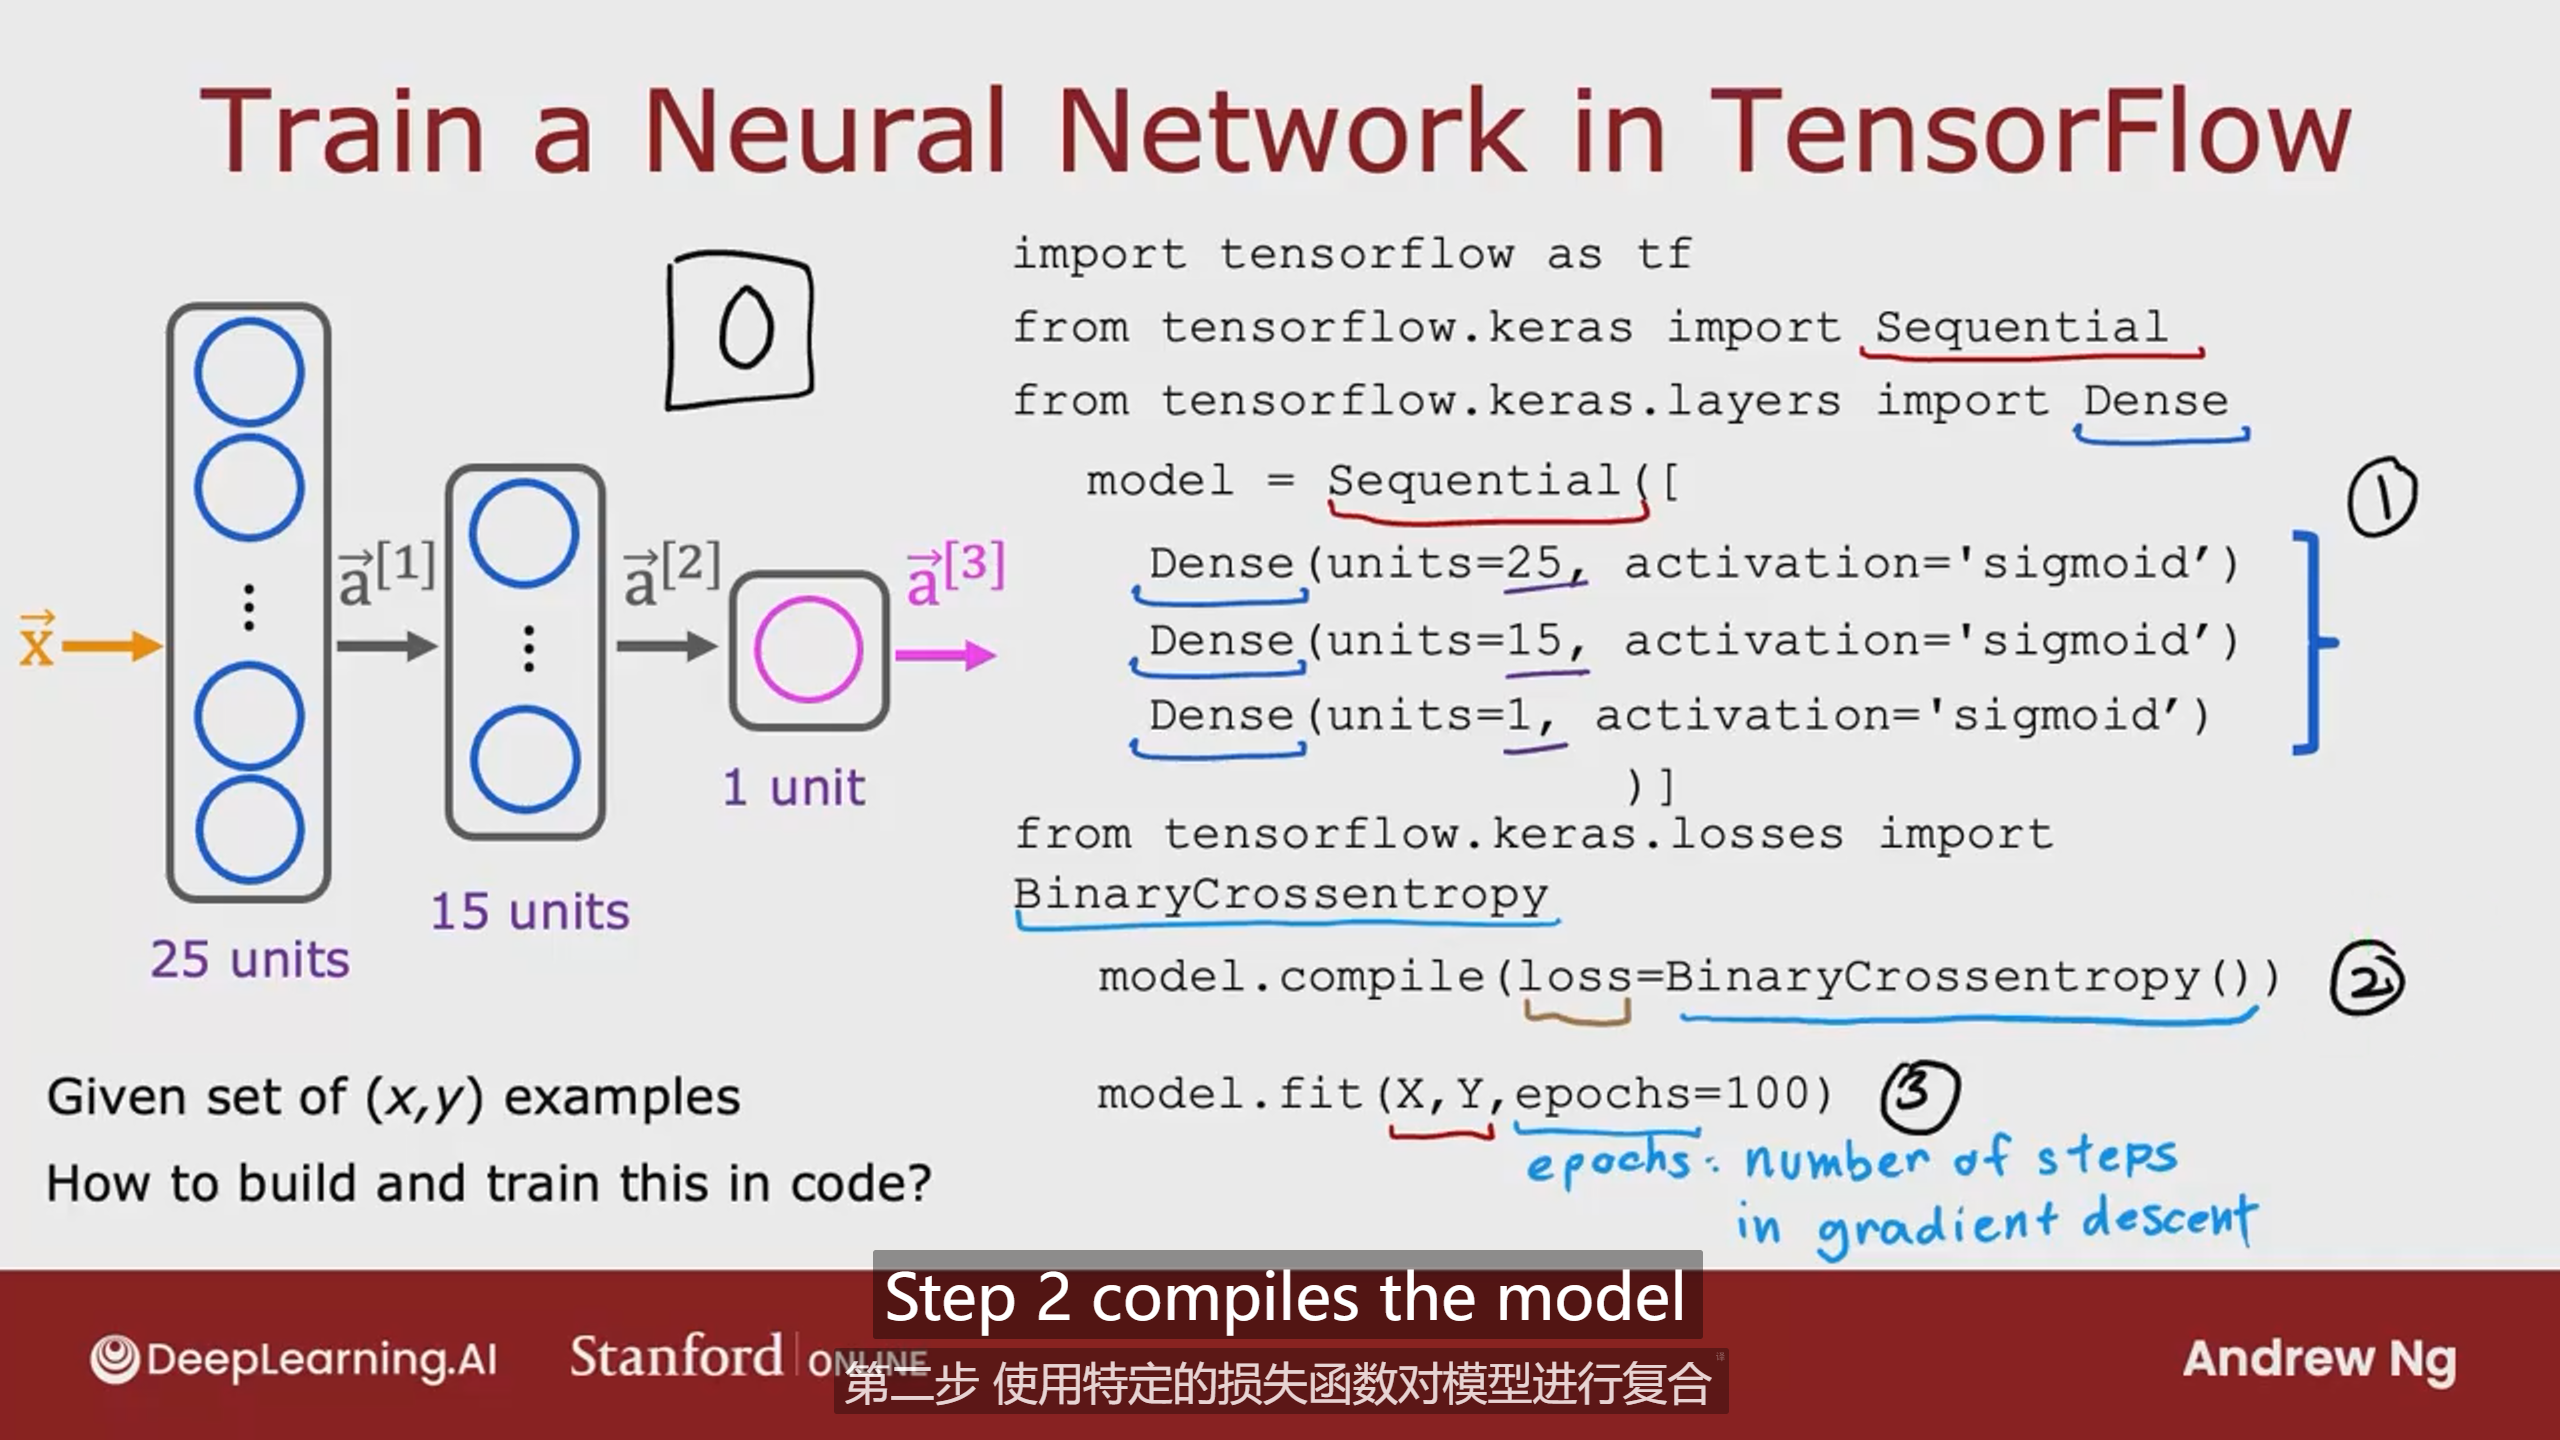 Train a Neural Network in TensorFlow
0
x⃗
a⃗[1]
a⃗[2]
a⃗[3]
25 units
15 units
1 unit
Given set of (x,y) examples
How to build and train this in code?
import tensorflow as tf
from tensorflow.keras import Sequential
from tensorflow.keras.layers import Dense
model = Sequential([
Dense(units=25, activation='sigmoid’)
Dense(units=15, activation='sigmoid’)
Dense(units=1, activation='sigmoid’)
)]
1
from tensorflow.keras.losses import
BinaryCrossentropy
model.compile(loss=BinaryCrossentropy()) 2
model.fit(X,Y,epochs=100) 3
epochs: number of steps
in gradient descent
Step 2 compiles the model
第二步 使用特定的损失函数对模型进行复合
译
DeepLearning.AI
Stanford | ONLINE
Andrew Ng